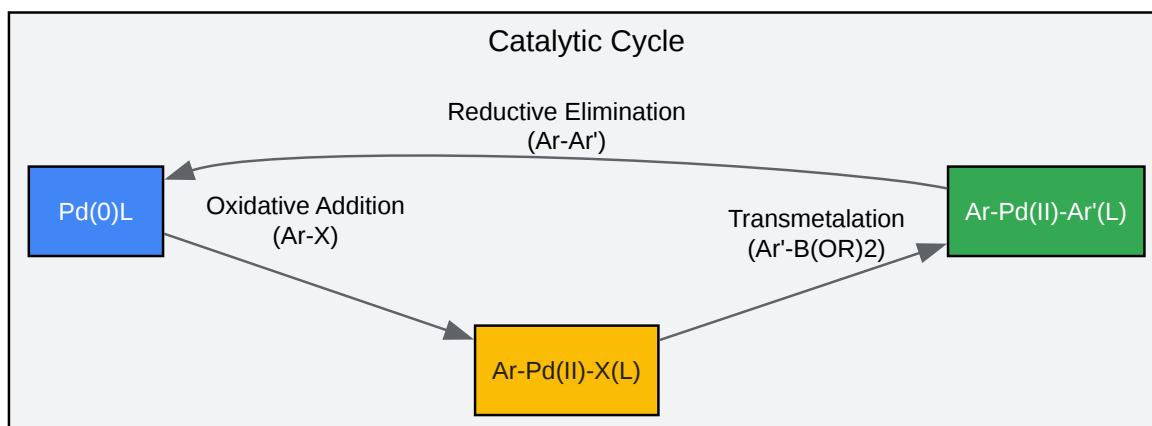 Catalytic Cycle
Reductive Elimination
(Ar-Ar')
Pd(0)L
Oxidative Addition
(Ar-X)
Transmetalation
(Ar'-B(OR)2)
Ar-Pd(II)-Ar'(L)
Ar-Pd(II)-X(L)